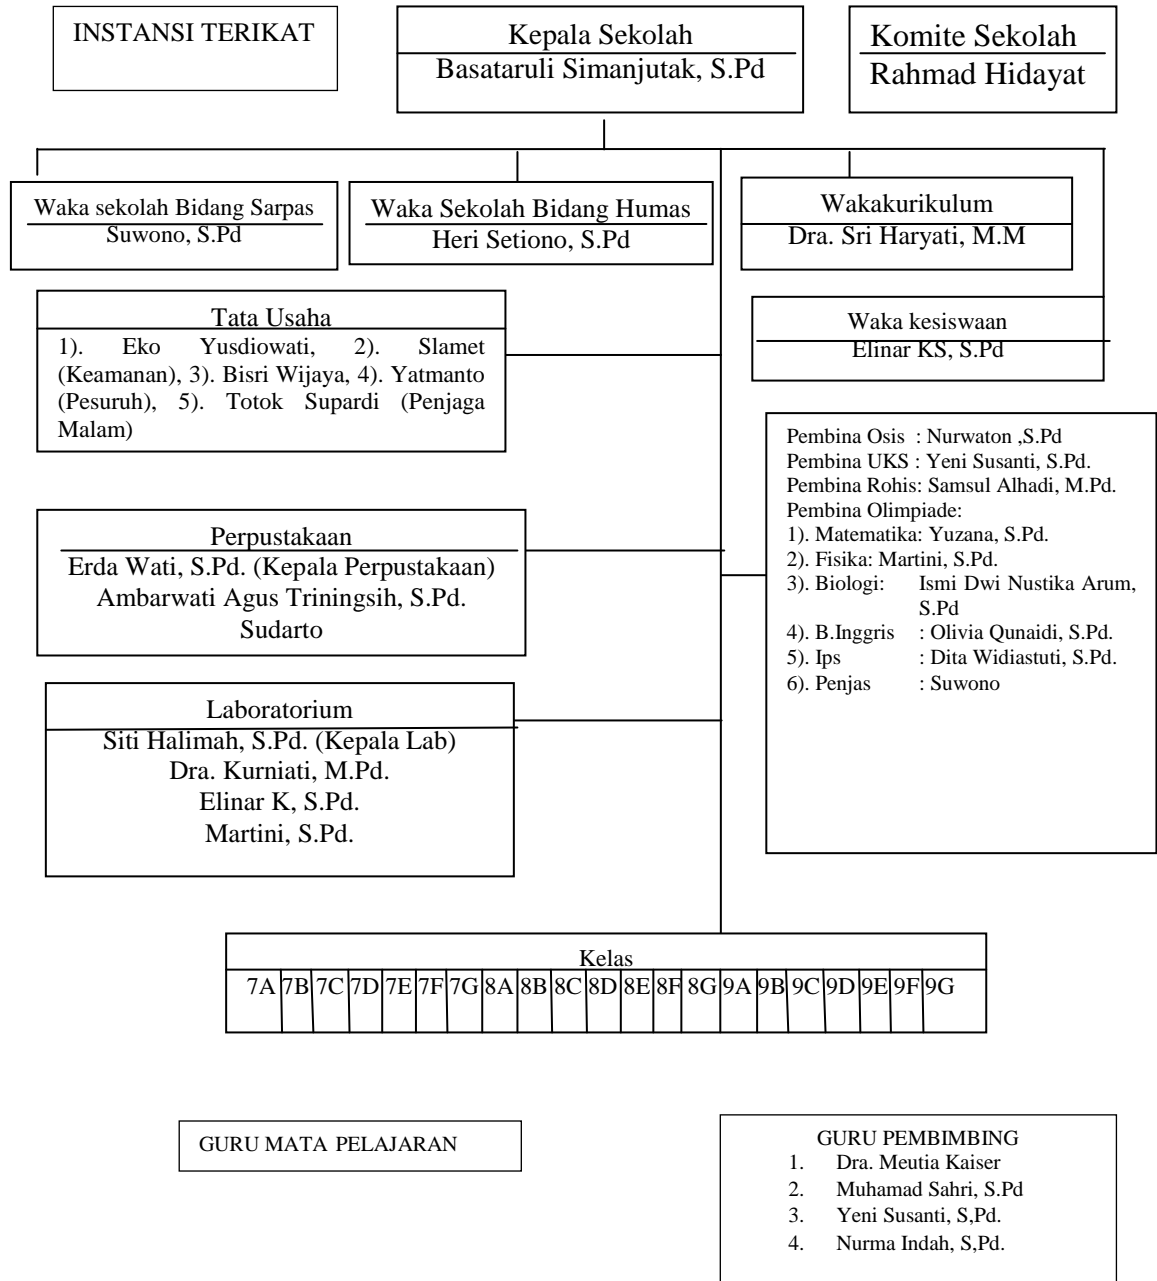 INSTANSI TERIKAT
Kepala Sekolah
Basataruli Simanjutak, S.Pd
Komite Sekolah
Rahmad Hidayat
Waka sekolah Bidang Sarpas
Suwono, S.Pd
Waka Sekolah Bidang Humas
Heri Setiono, S.Pd
Wakakurikulum
Dra. Sri Haryati, M.M
Tata Usaha
1). Eko Yusdiowati, 2). Slamet
(Keamanan), 3). Bisri Wijaya, 4). Yatmanto
(Pesuruh), 5). Totok Supardi (Penjaga
Malam)
Waka kesiswaan
Elinar KS, S.Pd
Pembina Osis : Nurwaton ,S.Pd
Pembina UKS : Yeni Susanti, S.Pd.
Pembina Rohis: Samsul Alhadi, M.Pd.
Pembina Olimpiade:
1). Matematika: Yuzana, S.Pd.
2). Fisika: Martini, S.Pd.
3). Biologi: Ismi Dwi Nustika Arum,
S.Pd
4). B.Inggris : Olivia Qunaidi, S.Pd.
5). Ips : Dita Widiastuti, S.Pd.
6). Penjas : Suwono
Perpustakaan
Erda Wati, S.Pd. (Kepala Perpustakaan)
Ambarwati Agus Triningsih, S.Pd.
Sudarto
Laboratorium
Siti Halimah, S.Pd. (Kepala Lab)
Dra. Kurniati, M.Pd.
Elinar K, S.Pd.
Martini, S.Pd.
Kelas
7A 7B 7C 7D 7E 7F 7G 8A 8B 8C 8D 8E 8F 8G 9A 9B 9C 9D 9E 9F 9G
GURU MATA PELAJARAN
GURU PEMBIMBING
1. Dra. Meutia Kaiser
2. Muhamad Sahri, S.Pd
3. Yeni Susanti, S,Pd.
4. Nurma Indah, S,Pd.